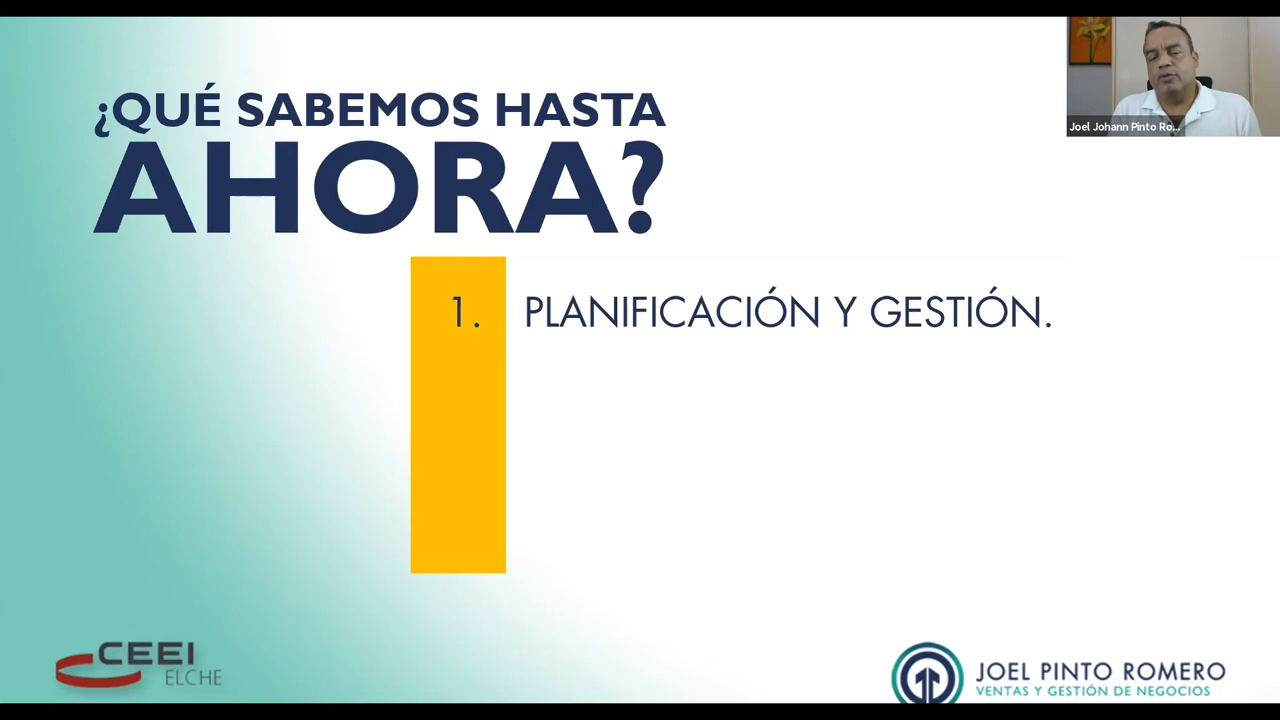 ¿QUÉ SABEMOS HASTA
AHORA?
Joel Johann Pinto Ro...
1. PLANIFICACIÓN Y GESTIÓN.
CEEI
ELCHE
JOEL PINTO ROMERO
VENTAS Y GESTIÓN DE NEGOCIOS